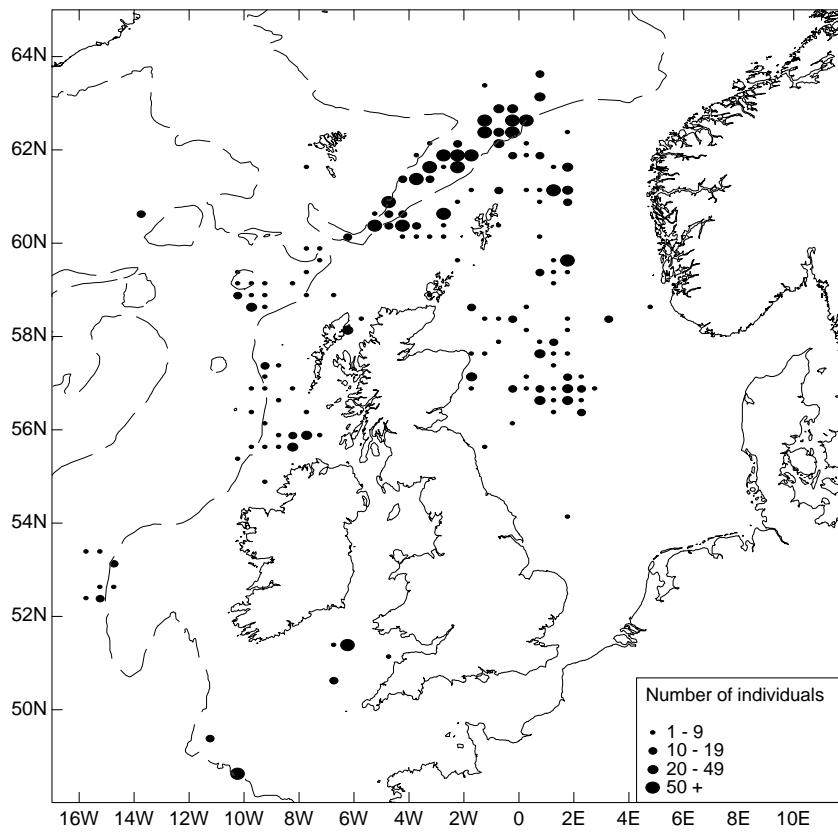 64N
62N
60N
58N
56N
54N
52N
50N
Number of individuals
1 - 9
10 - 19
20 - 49
50 +
16W 14W 12W 10W 8W 6W 4W 2W 0 2E 4E 6E 8E 10E